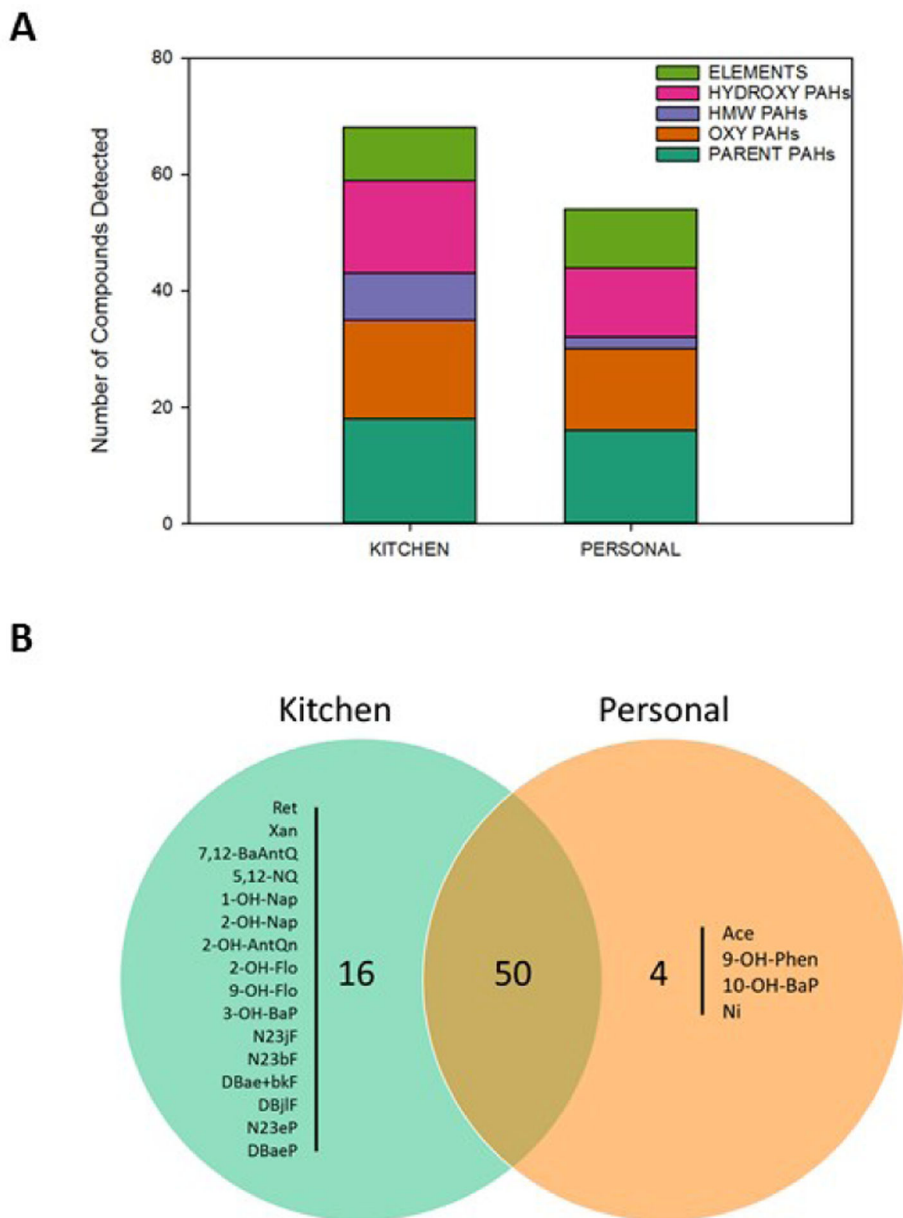 A
80
60
40
20
0
Number of Compounds Detected
ELEMENTS
HYDROXY PAHs
HMW PAHs
OXY PAHs
PARENT PAHs
KITCHEN
PERSONAL
B
Kitchen
Personal
Ret
Xan
7,12-BaAntQ
5,12-NQ
1-OH-Nap
2-OH-Nap
2-OH-AntQn
2-OH-Flo
9-OH-Flo
3-OH-BaP
N23jF
N23bF
DBae+bkF
DBjlF
N23eP
DBaeP
16
50
4
Ace
9-OH-Phen
10-OH-BaP
Ni